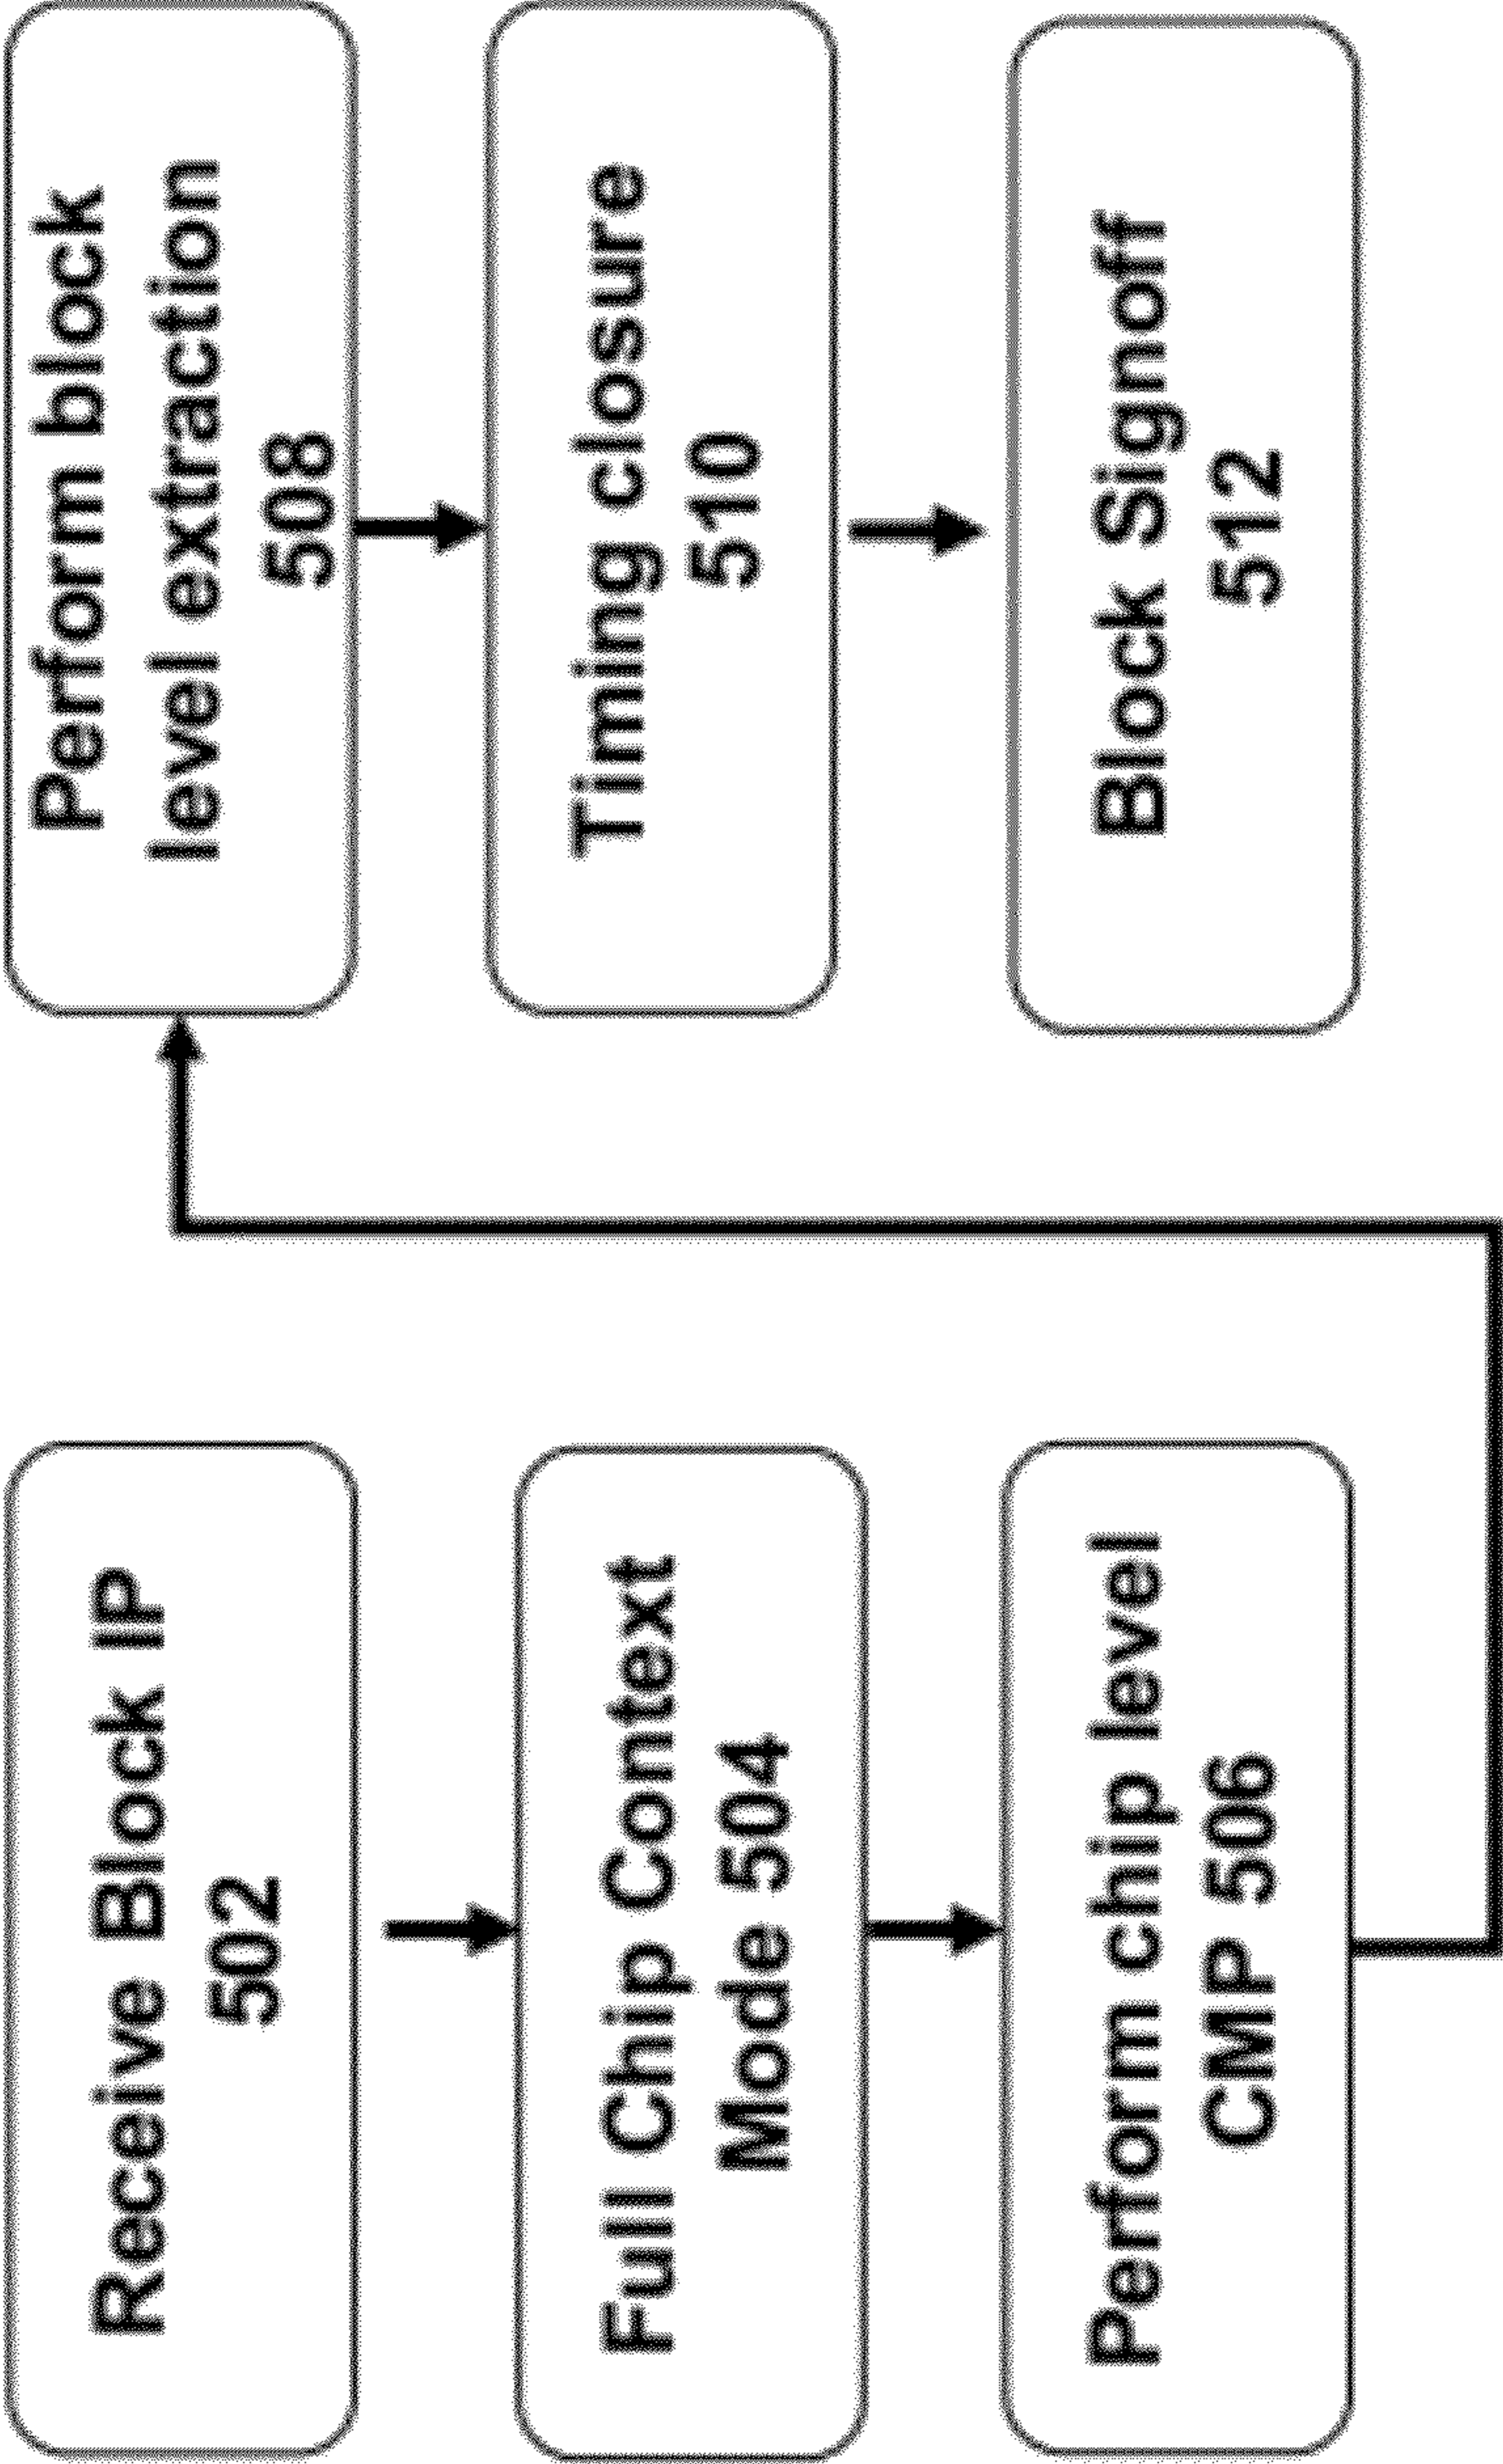 Receive Block IP
502
Full Chip Context
Mode 504
Perform chip level
CMP 506
Perform block
level extraction
508
Timing closure
510
Block Signoff
512